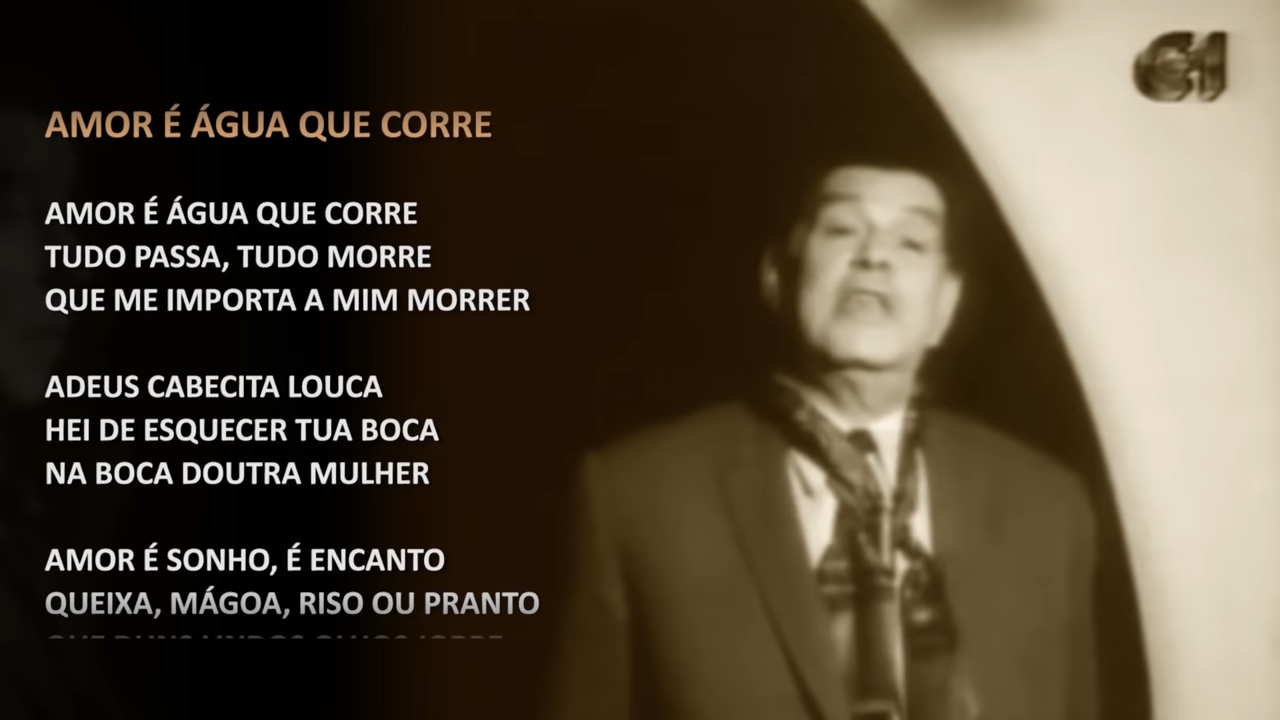 AMOR É ÁGUA QUE CORRE
AMOR É ÁGUA QUE CORRE
TUDO PASSA, TUDO MORRE
QUE ME IMPORTA A MIM MORRER
ADEUS CABECITA LOUCA
HEI DE ESQUECER TUA BOCA
NA BOCA DOUTRA MULHER
AMOR É SONHO, É ENCANTO
QUEIXA, MÁGOA, RISO OU PRANTO